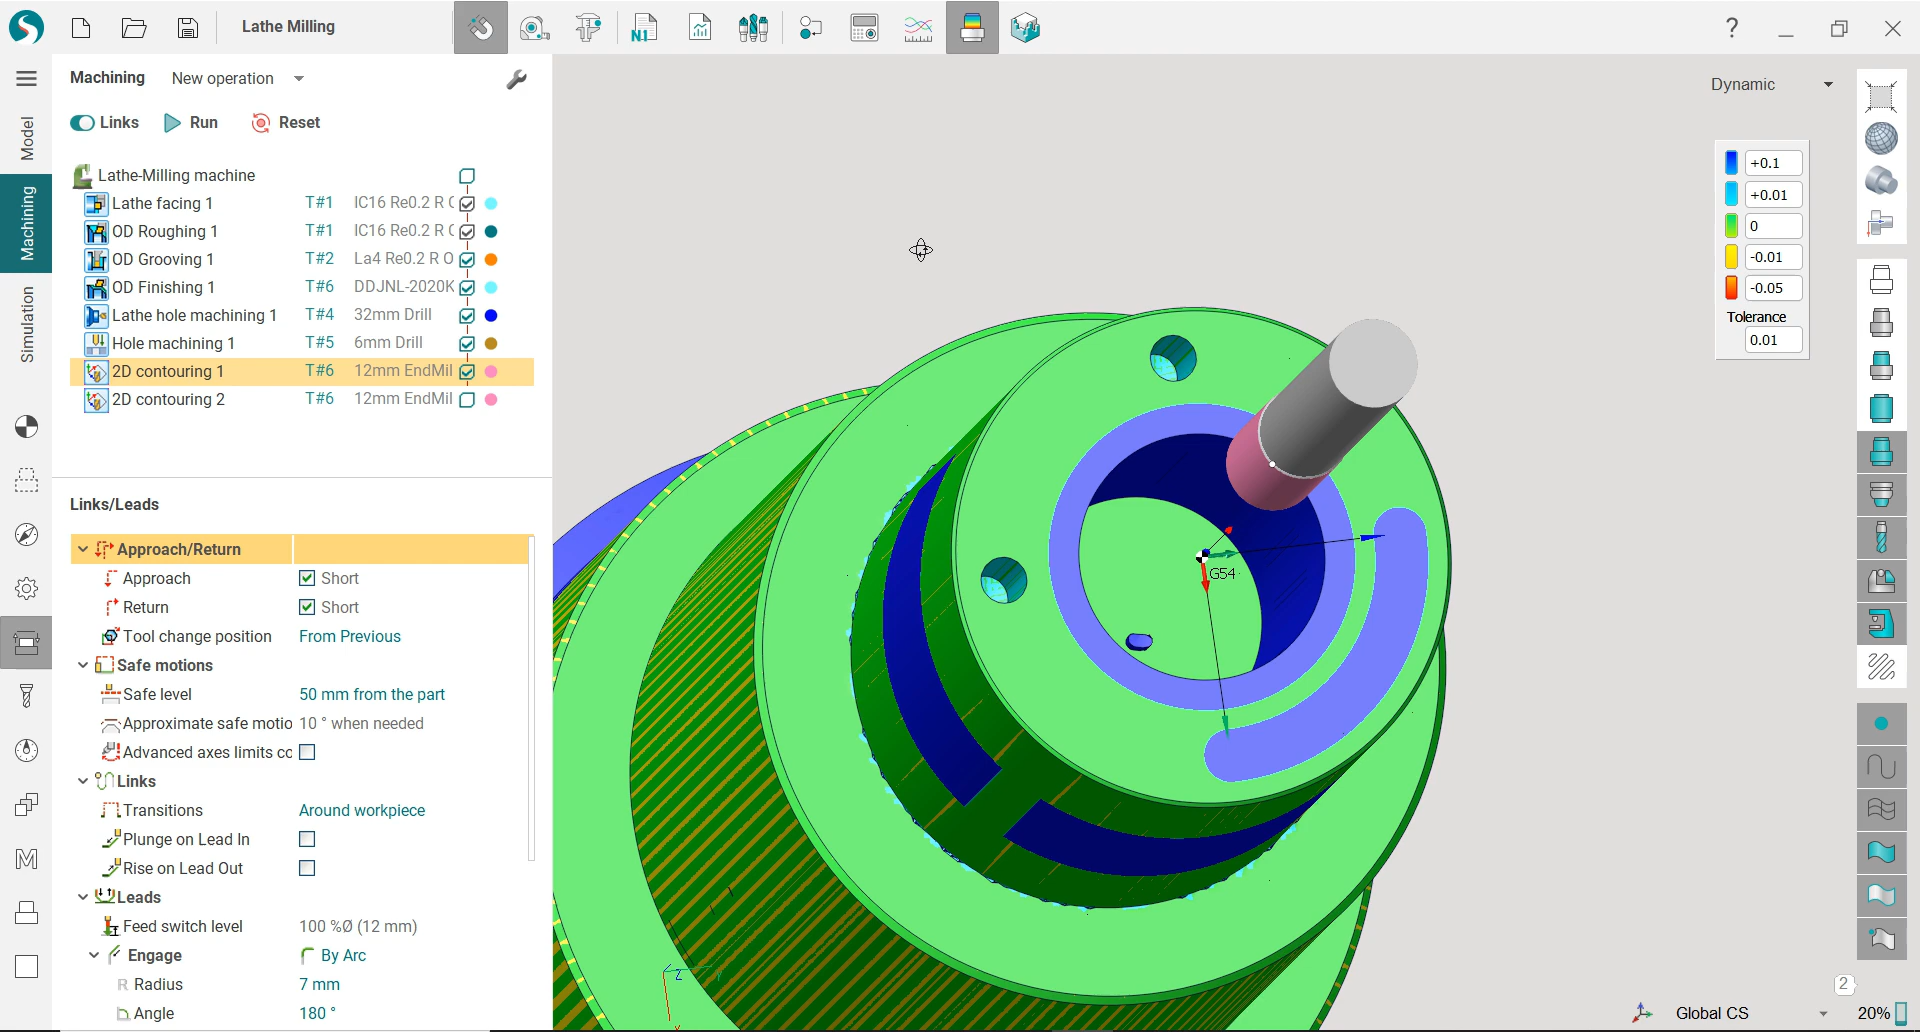 Lathe Milling
N1
?
Machining New operation
Links Run Reset
Model
Machining
Simulation
Lathe-Milling machine
Lathe facing 1 T#1 IC16 Re0.2 R
OD Roughing 1 T#1 IC16 Re0.2 R
OD Grooving 1 T#2 La4 Re0.2 R O
OD Finishing 1 T#6 DDJNL-2020K
Lathe hole machining 1 T#4 32mm Drill
Hole machining 1 T#5 6mm Drill
2D contouring 1 T#6 12mm EndMil
2D contouring 2 T#6 12mm EndMil
Links/Leads
Approach/Return
Approach Short
Return Short
Tool change position From Previous
Safe motions
Safe level 50 mm from the part
Approximate safe motio 10 ° when needed
Advanced axes limits co
Links
Transitions Around workpiece
Plunge on Lead In
Rise on Lead Out
Leads
Feed switch level 100 %Ø (12 mm)
Engage By Arc
Radius 7 mm
Angle 180 °
M
Dynamic
+0.1
+0.01
0
-0.01
-0.05
Tolerance
0.01
G54
Z
2
Global CS 20%